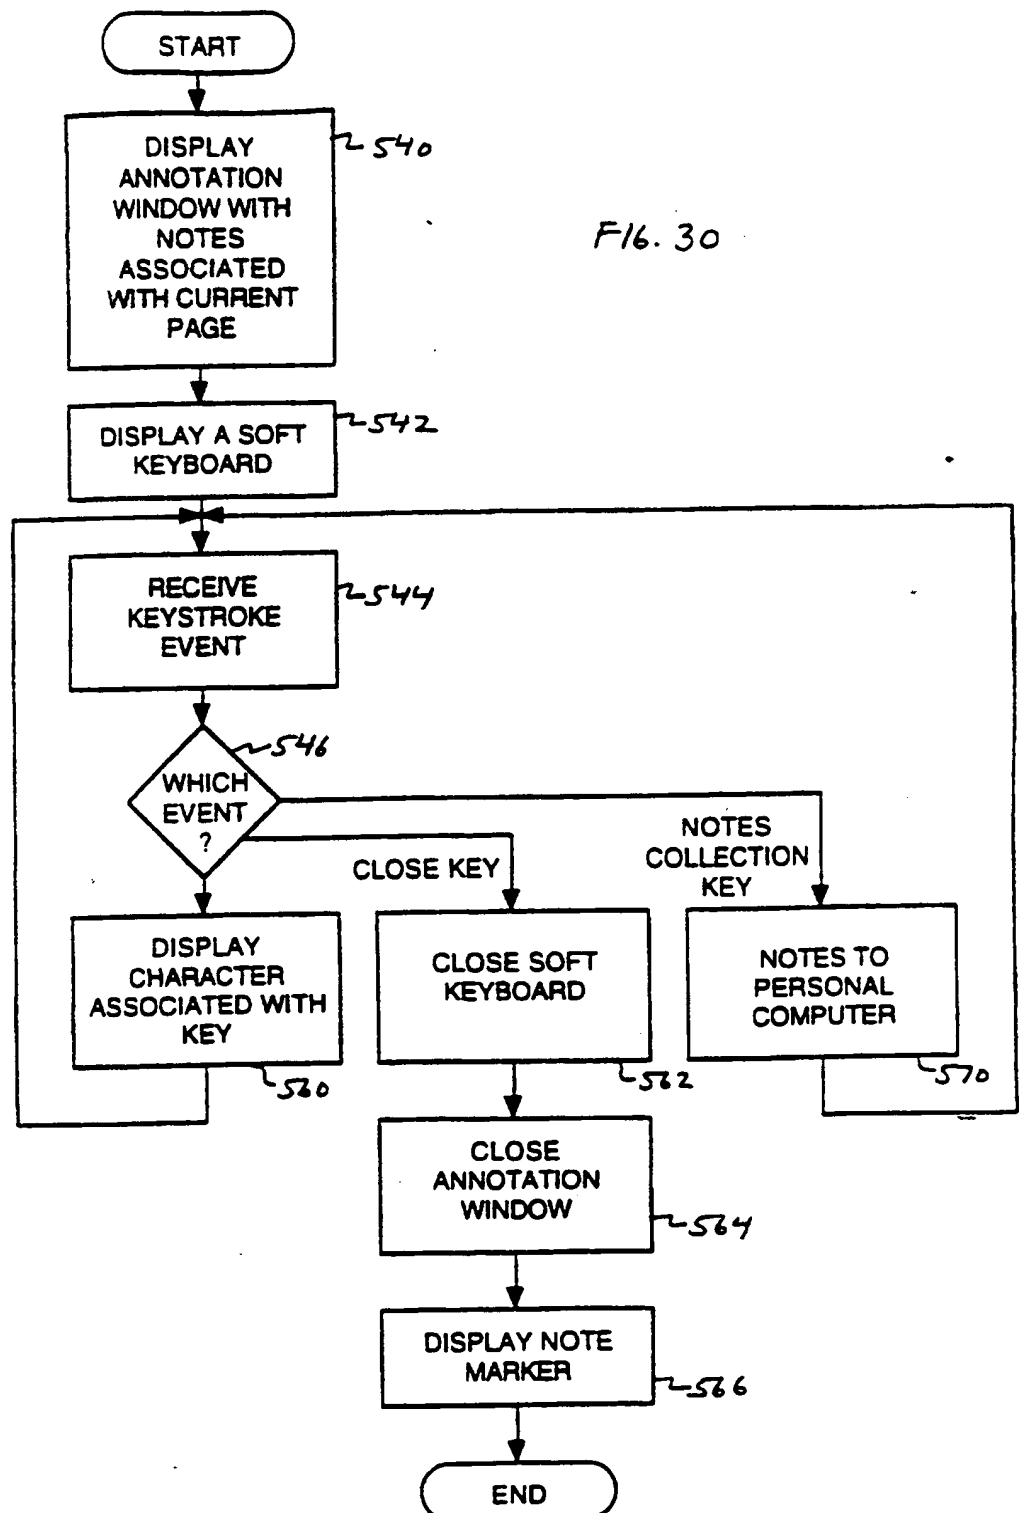 START
DISPLAY
ANNOTATION
WINDOW WITH
NOTES
ASSOCIATED
WITH CURRENT
PAGE
540
FIG. 30
DISPLAY A SOFT
KEYBOARD
542
RECEIVE
KEYSTROKE
EVENT
544
WHICH
EVENT
?
546
CLOSE KEY
NOTES
COLLECTION
KEY
DISPLAY
CHARACTER
ASSOCIATED WITH
KEY
560
CLOSE SOFT
KEYBOARD
562
NOTES TO
PERSONAL
COMPUTER
570
CLOSE
ANNOTATION
WINDOW
564
DISPLAY NOTE
MARKER
566
END